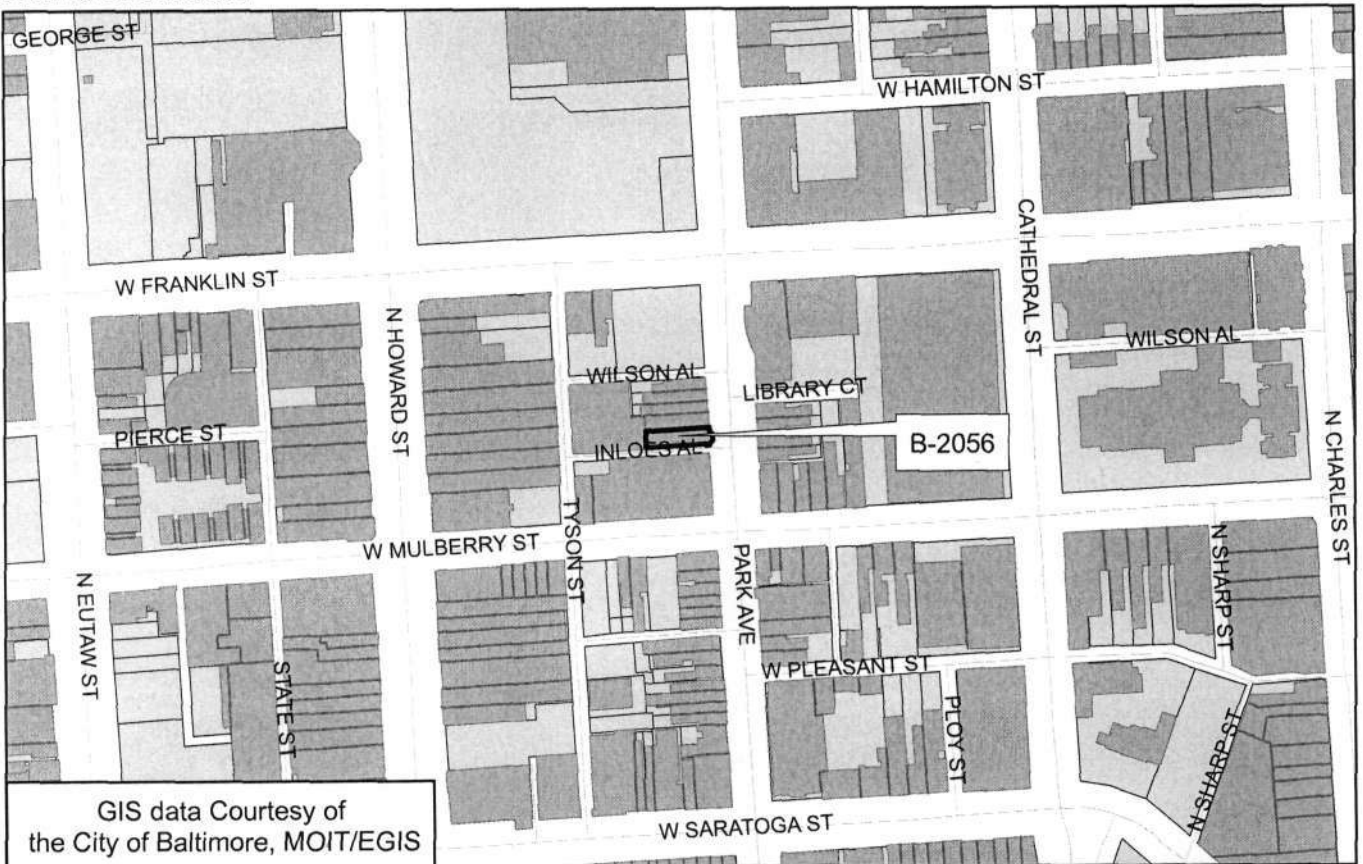 GEORGE ST
W HAMILTON ST
CATHEDRAL ST
W FRANKLIN ST
N HOWARD ST
WILSON AL
WILSON AL
LIBRARY CT
PIERCE ST
INLOES AL
B-2056
N CHARLES ST
TYSON ST
W MULBERRY ST
PARK AVE
N SHARP ST
N EUTAW ST
STATE ST
W PLEASANT ST
PLOY ST
N SHARP ST
GIS data Courtesy of
the City of Baltimore, MOIT/EGIS
W SARATOGA ST